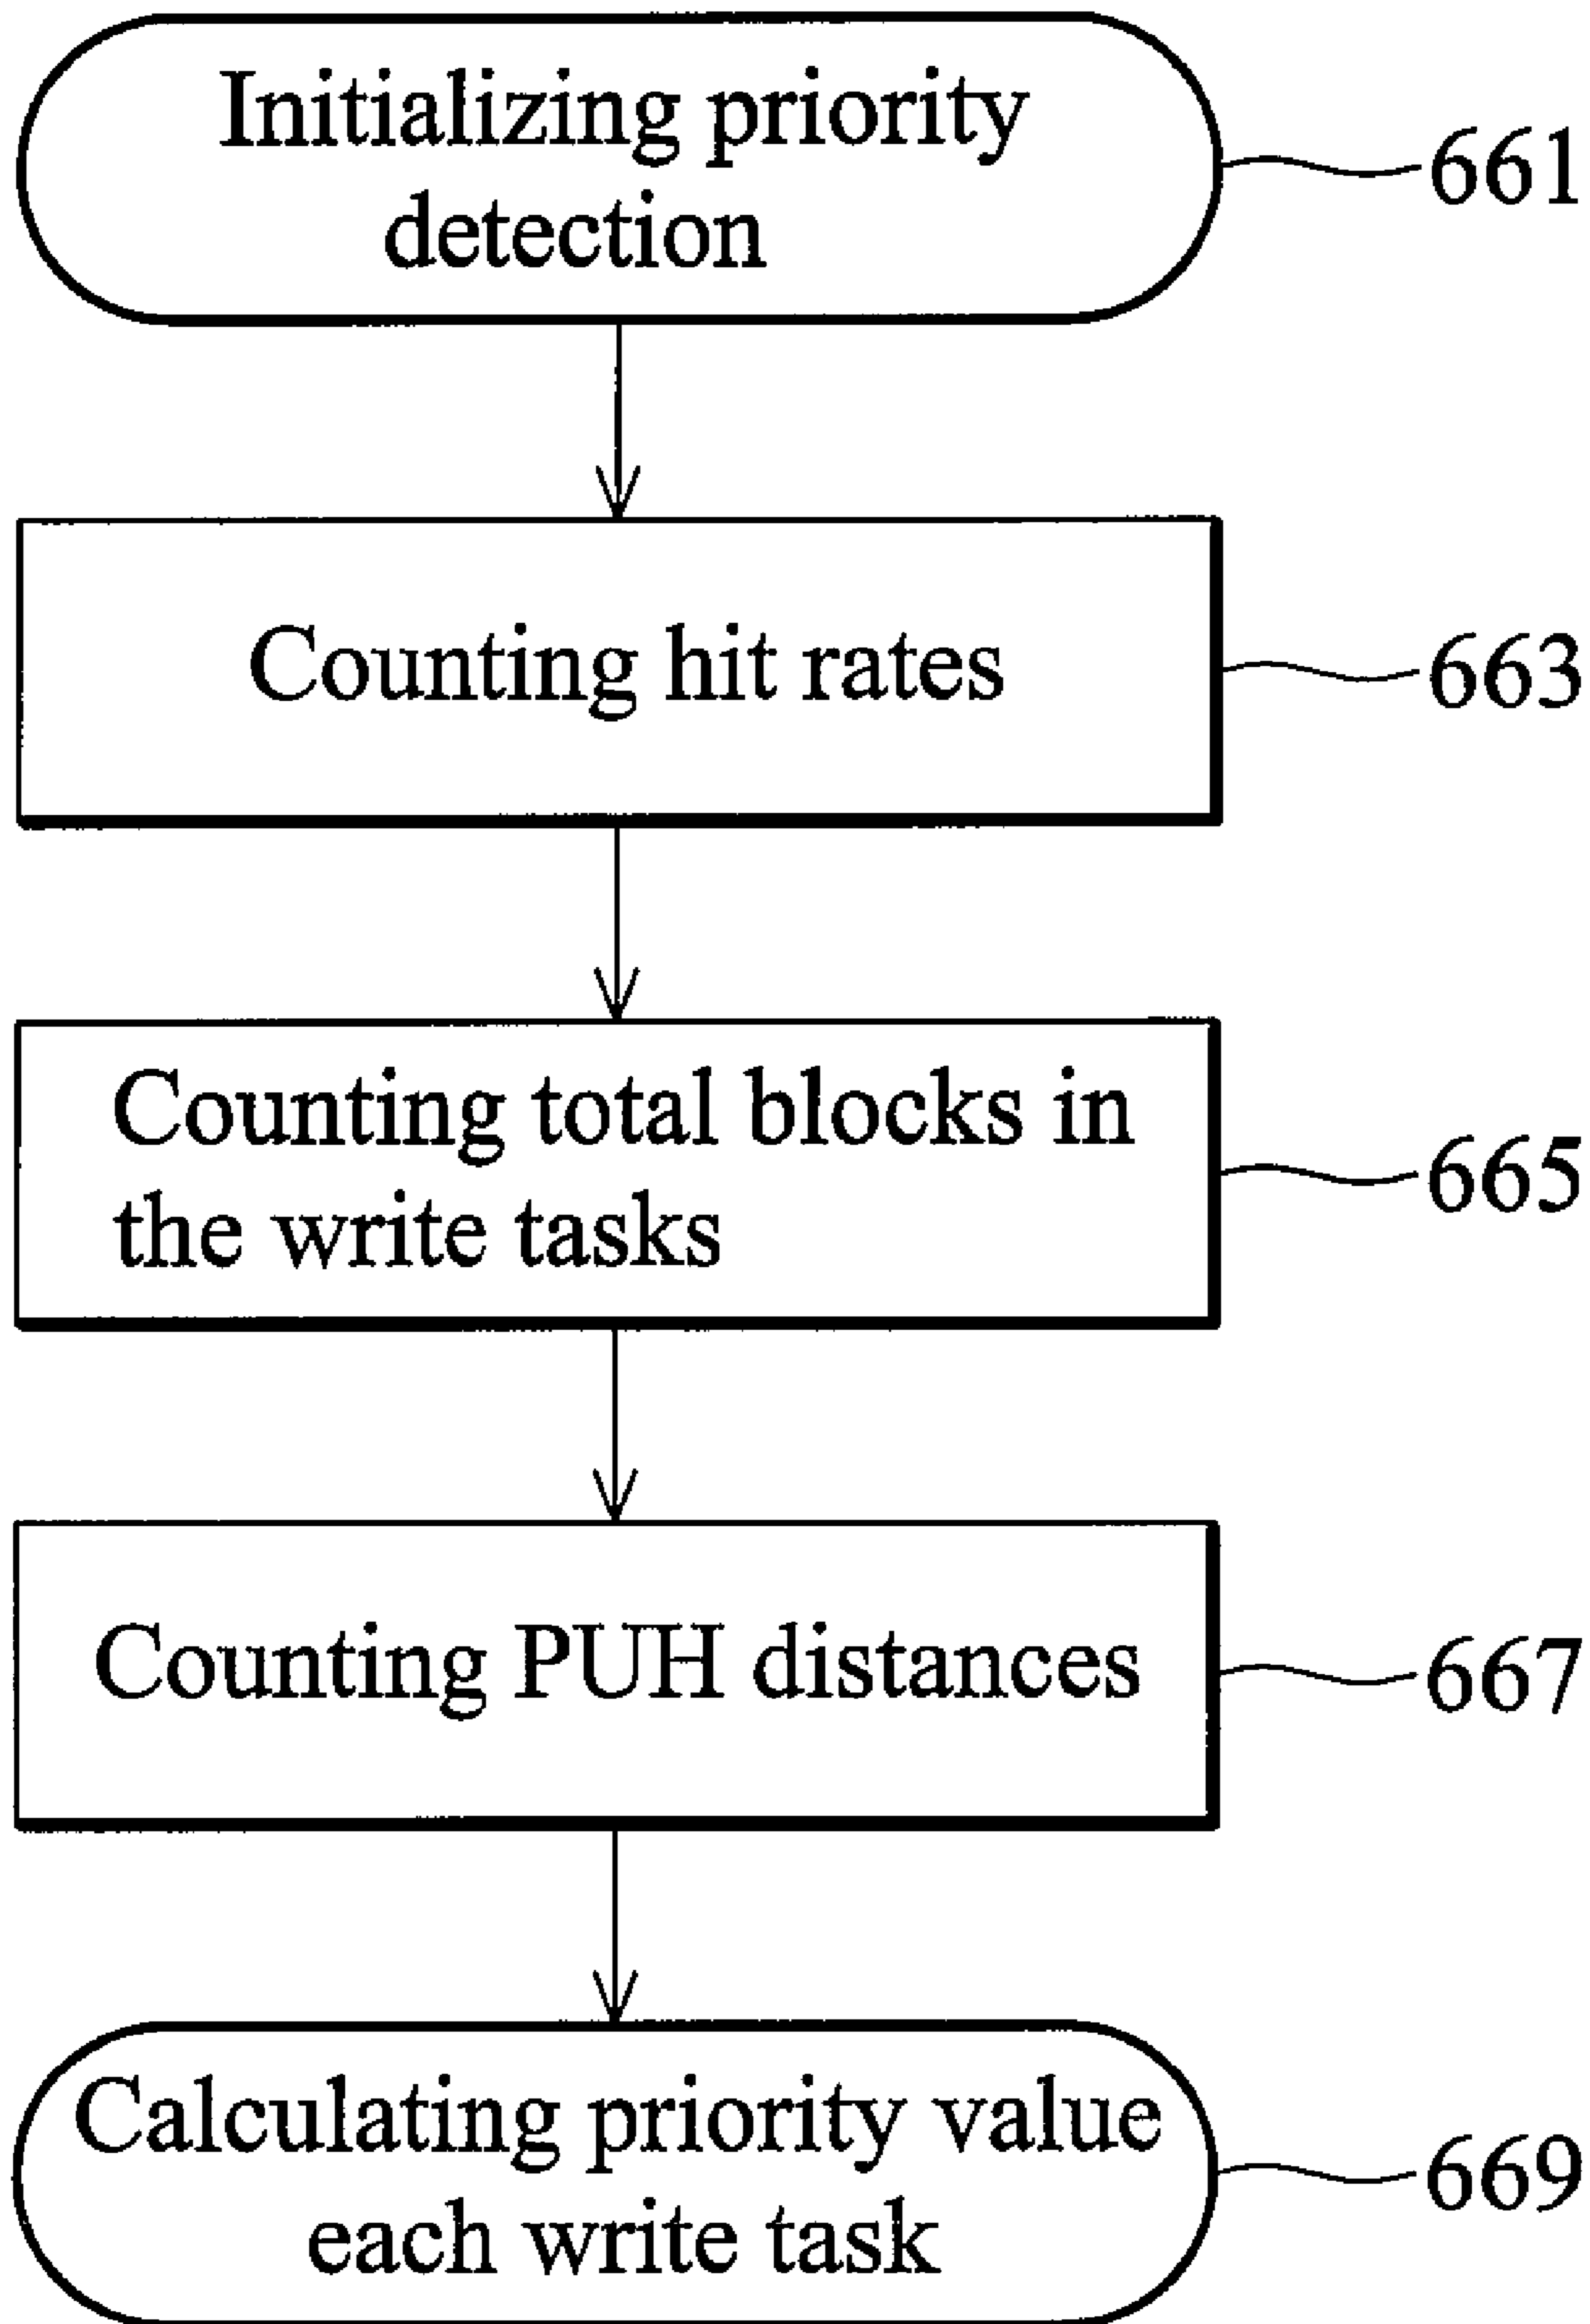 Initializing priority
detection
661
Counting hit rates
663
Counting total blocks in
the write tasks
665
Counting PUH distances
667
Calculating priority value
each write task
669